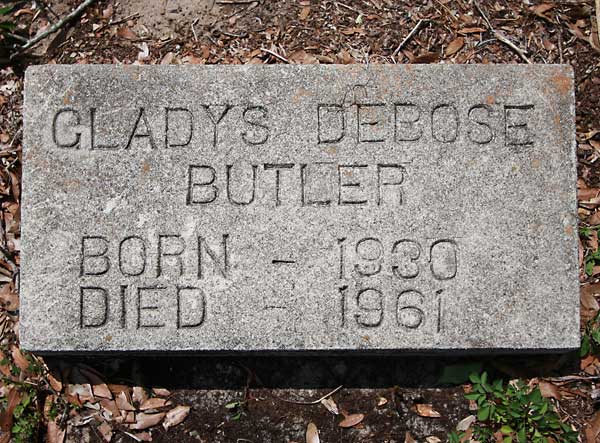 GLADYS DEBOSE
BUTLER
BORN - 1930
DIED - 1961